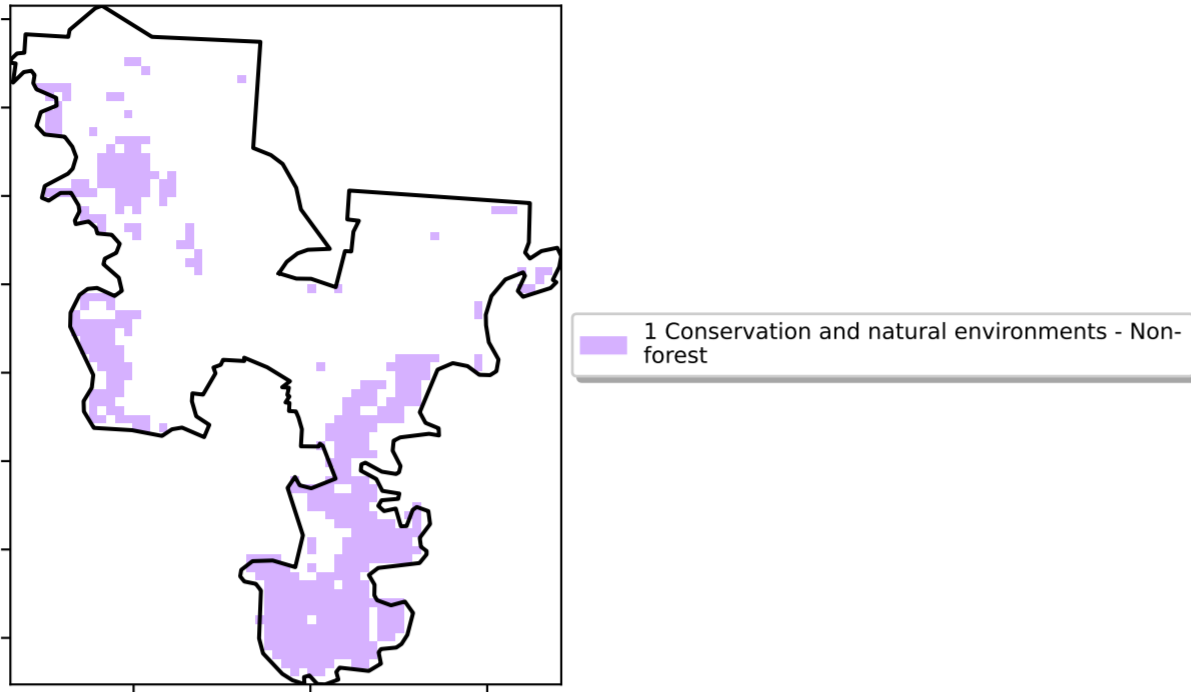 1 Conservation and natural environments - Non-
forest